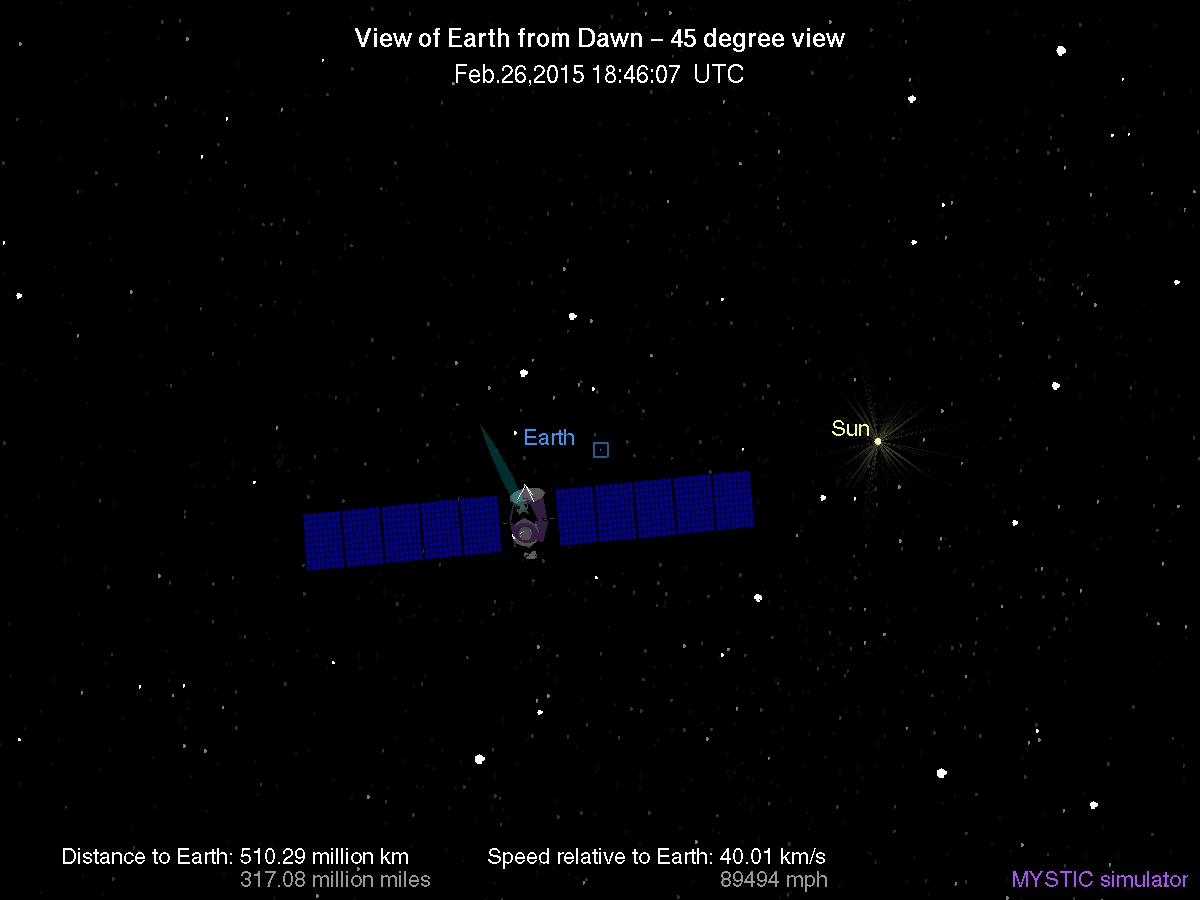 View of Earth from Dawn – 45 degree view
Feb.26,2015 18:46:07 UTC
Sun
Earth
Distance to Earth: 510.29 million km
317.08 million miles
Speed relative to Earth: 40.01 km/s
89494 mph
MYSTIC simulator